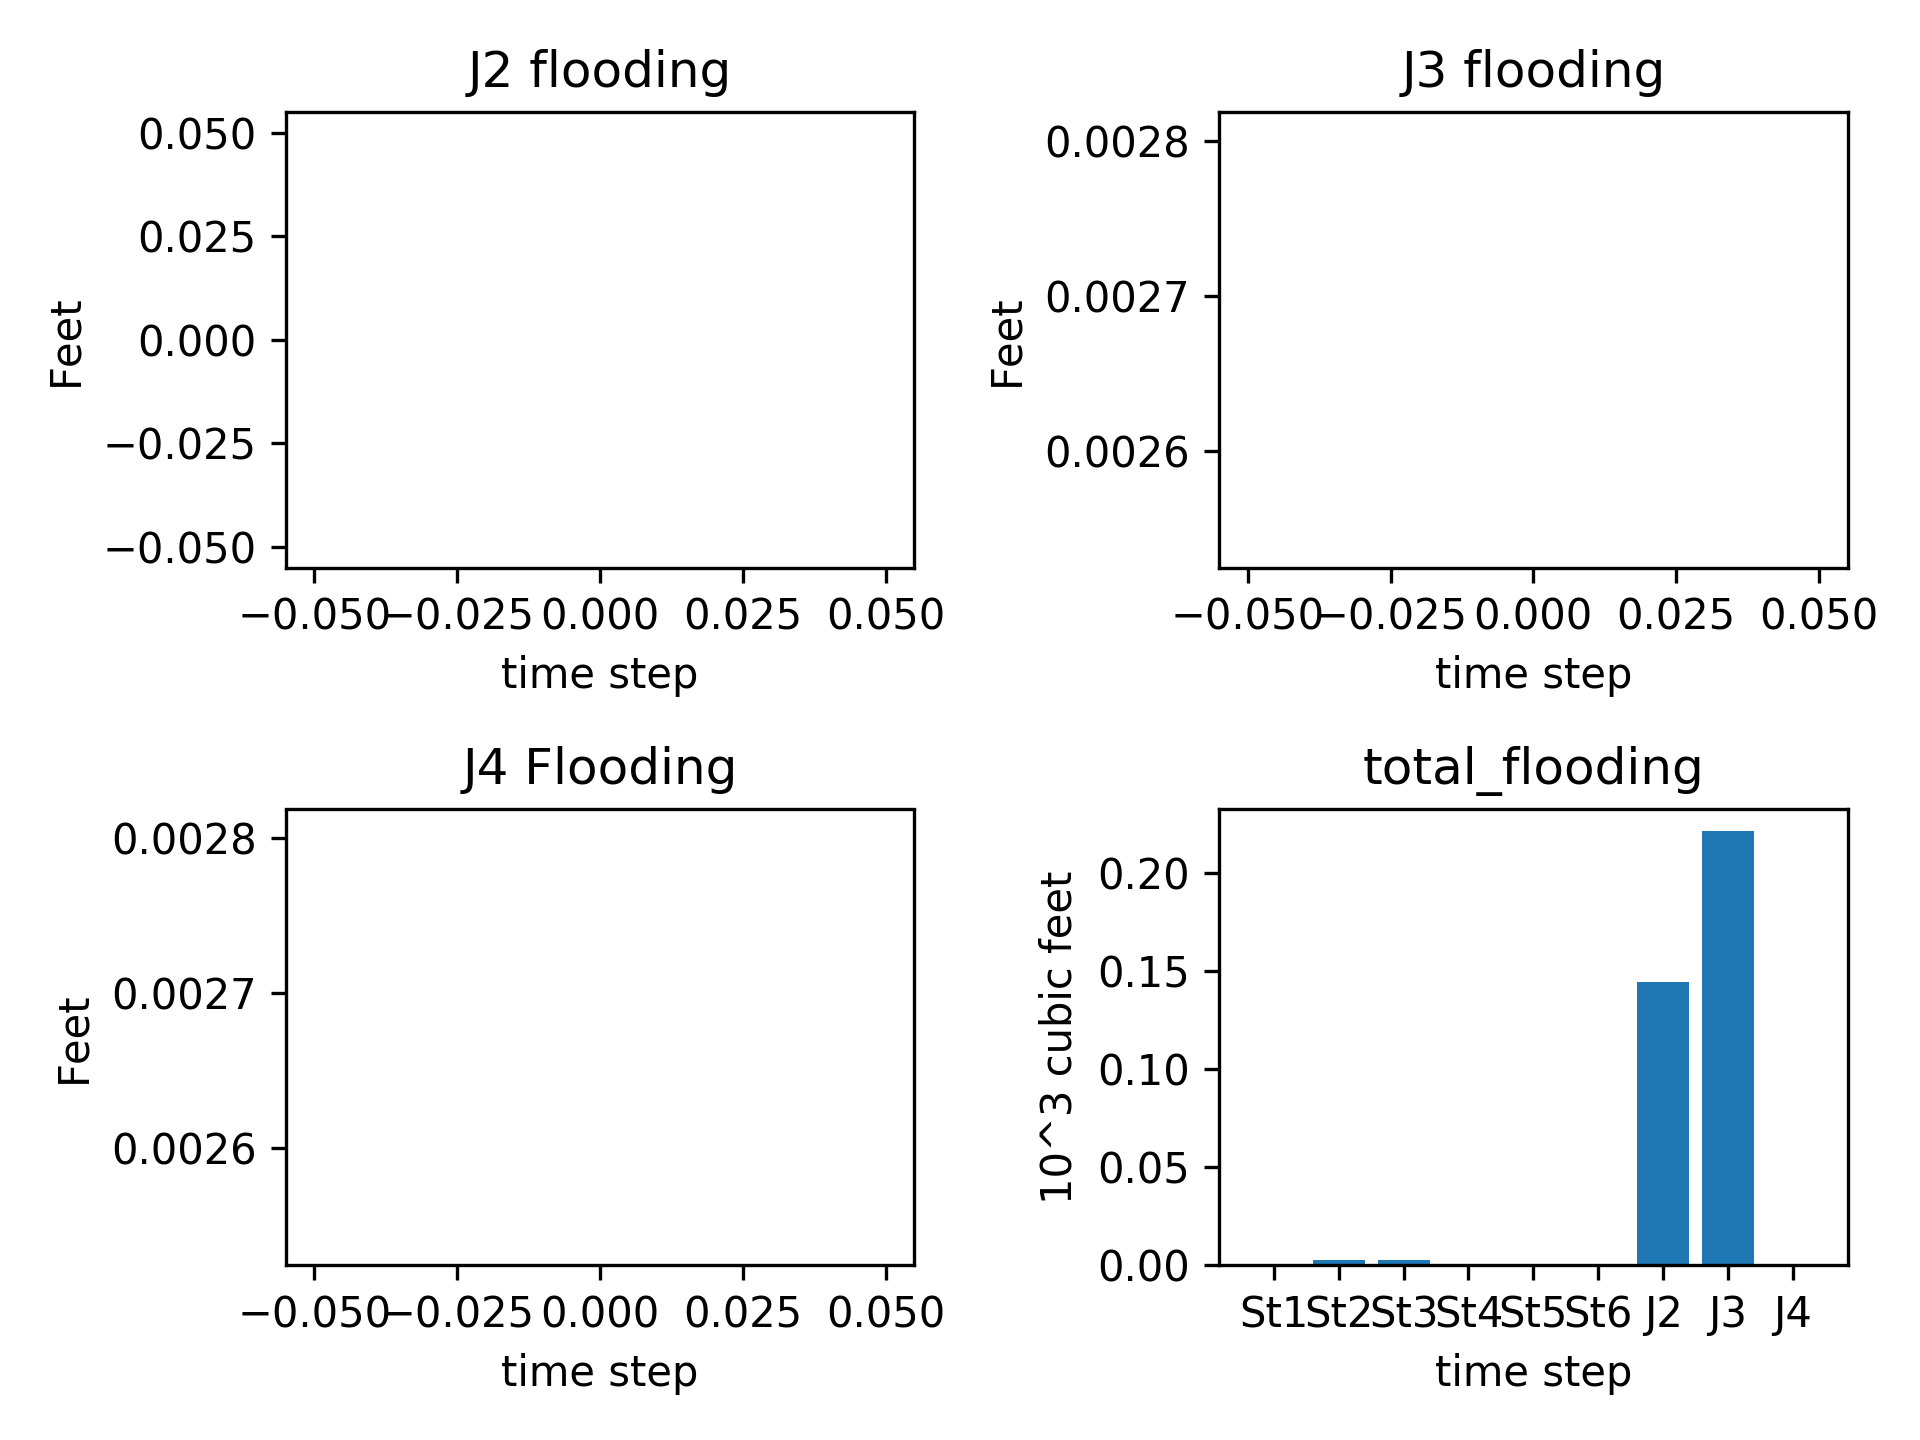 J2 flooding
0.050
0.025
0.000
−0.025
−0.050
Feet
−0.050 −0.025 0.000 0.025 0.050
time step
J3 flooding
0.0028
0.0027
0.0026
Feet
−0.050 −0.025 0.000 0.025 0.050
time step
J4 Flooding
0.0028
0.0027
0.0026
Feet
−0.050 −0.025 0.000 0.025 0.050
time step
total_flooding
0.20
0.15
0.10
0.05
0.00
10^3 cubic feet
St1 St2 St3 St4 St5 St6 J2 J3 J4
time step